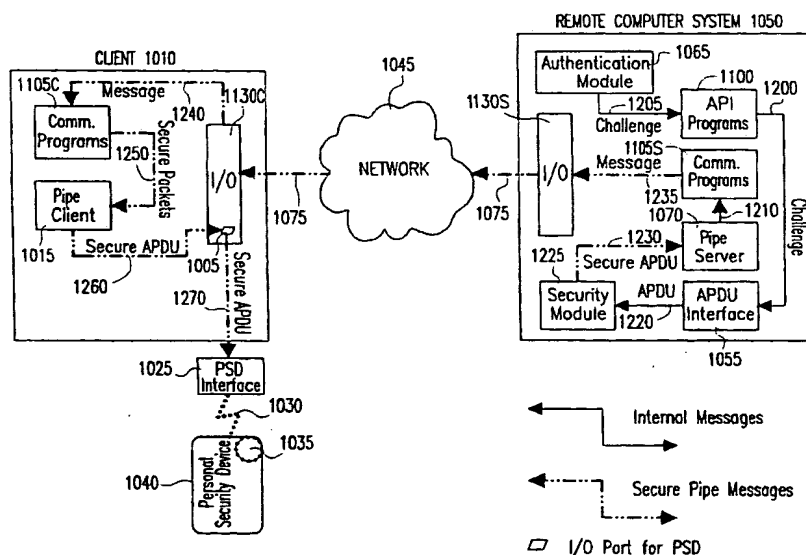 REMOTE COMPUTER SYSTEM 1050
CLIENT 1010
1105C
Message
1240
1130C
Comm.
Programs
1250
Secure Packets
Pipe
Client
1015
I/O
Secure APDU
1260
1005
1270
Secure APDU
1025
PSD
Interface
1030
1035
1040
Personal
Security Device
1045
NETWORK
1075
1075
1065
Authentication
Module
1205
Challenge
1100
API
Programs
1200
1130S
I/O
Message
1235
1105S
Comm.
Programs
1070
1210
Challenge
1230
Pipe
Server
1225
Secure APDU
Security
Module
APDU
1220
APDU
Interface
1055
Internal Messages
Secure Pipe Messages
I/O Port for PSD